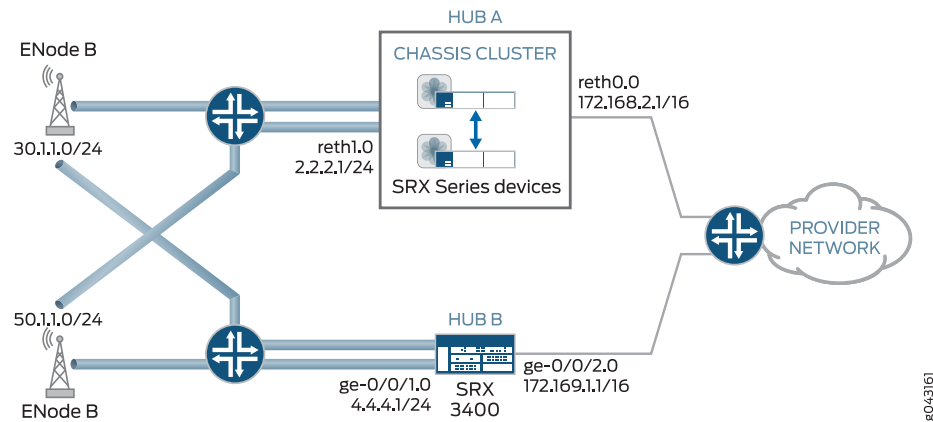 HUB A
ENode B
CHASSIS CLUSTER
reth0.0
172.168.2.1/16
30.1.1.0/24
reth1.0
2.2.2.1/24
SRX Series devices
PROVIDER
NETWORK
50.1.1.0/24
HUB B
ge-0/0/1.0
4.4.4.1/24
SRX
3400
ge-0/0/2.0
172.169.1.1/16
ENode B
g043161